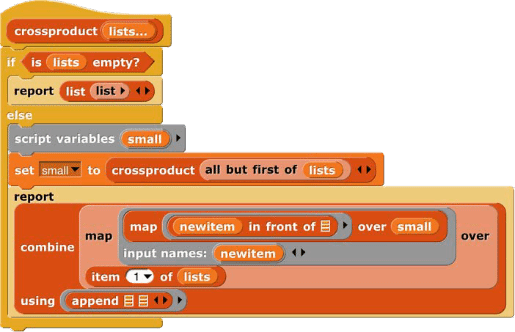 crossproduct lists...
if is lists empty?
report list list
else
script variables small
set small to crossproduct all but first of lists
report
map newitem in front of over small
combine map over
input names: newitem
item 1 of lists
using append